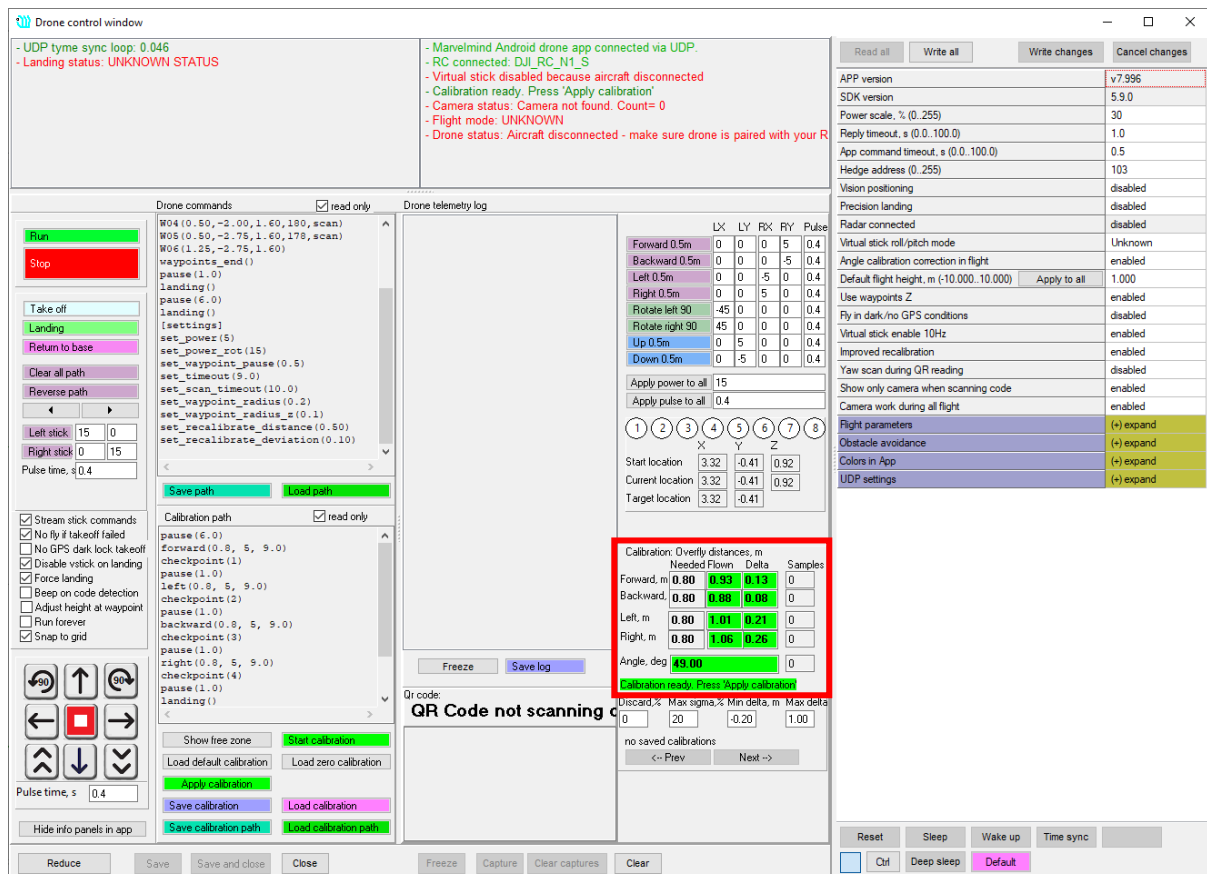 Drone control window
- UDP tyme sync loop: 0.046
- Landing status: UNKNOWN STATUS
- Marvelmind Android drone app connected via UDP.
- RC connected: DJI_RC_N1_S
- Virtual stick disabled because aircraft disconnected
- Calibration ready. Press 'Apply calibration'
- Camera status: Camera not found. Count= 0
- Flight mode: UNKNOWN
- Drone status: Aircraft disconnected - make sure drone is paired with your R
Run
Stop
Take off
Landing
Return to base
Clear all path
Reverse path
Left stick 15 0
Right stick 0 15
Pulse time, s 0.4
Stream stick commands
No fly if takeoff failed
No GPS dark lock takeoff
Disable vstick on landing
Force landing
Beep on code detection
Adjust height at waypoint
Run forever
Snap to grid
90 90
Pulse time, s 0.4
Hide info panels in app
Drone commands read only
W04(0.50,-2.00,1.60,180,scan)
W05(0.50,-2.75,1.60,178,scan)
W06(1.25,-2.75,1.60)
waypoints_end()
pause(1.0)
landing()
pause(6.0)
landing()
[settings]
set_power(5)
set_power_rot(15)
set_waypoint_pause(0.5)
set_timeout(9.0)
set_scan_timeout(10.0)
set_waypoint_radius(0.2)
set_waypoint_radius_z(0.1)
set_recalibrate_distance(0.50)
set_recalibrate_deviation(0.10)
Save path Load path
Calibration path read only
pause(6.0)
forward(0.8, 5, 9.0)
checkpoint(1)
pause(1.0)
left(0.8, 5, 9.0)
checkpoint(2)
pause(1.0)
backward(0.8, 5, 9.0)
checkpoint(3)
pause(1.0)
right(0.8, 5, 9.0)
checkpoint(4)
pause(1.0)
landing()
Show free zone Start calibration
Load default calibration Load zero calibration
Apply calibration
Save calibration Load calibration
Save calibration path Load calibration path
Drone telemetry log
Freeze Save log
Qr code:
QR Code not scanning
LX LY RX RY Pulse
Forward 0.5m 0 0 0 5 0.4
Backward 0.5m 0 0 0 -5 0.4
Left 0.5m 0 0 -5 0 0.4
Right 0.5m 0 0 5 0 0.4
Rotate left 90 -45 0 0 0 0.4
Rotate right 90 45 0 0 0 0.4
Up 0.5m 0 5 0 0 0.4
Down 0.5m 0 -5 0 0 0.4
Apply power to all 15
Apply pulse to all 0.4
1 2 3 4 5 6 7 8
X Y Z
Start location 3.32 -0.41 0.92
Current location 3.32 -0.41 0.92
Target location 3.32 -0.41
Calibration: Overfly distances, m
Needed Flown Delta Samples
Forward, m 0.80 0.93 0.13 0
Backward, 0.80 0.88 0.08 0
Left, m 0.80 1.01 0.21 0
Right, m 0.80 1.06 0.26 0
Angle, deg 49.00 0
Calibration ready. Press 'Apply calibration'
Discard,% Max sigma,% Min delta, m Max delta
0 20 -0.20 1.00
no saved calibrations
<-- Prev Next -->
Reduce Save Save and close Close Freeze Capture Clear captures Clear
Read all Write all Write changes Cancel changes
APP version v7.996
SDK version 5.9.0
Power scale, % (0..255) 30
Reply timeout, s (0.0..100.0) 1.0
App command timeout, s (0.0..100.0) 0.5
Hedge address (0..255) 103
Vision positioning disabled
Precision landing disabled
Radar connected disabled
Virtual stick roll/pitch mode Unknown
Angle calibration correction in flight enabled
Default flight height, m (-10.000..10.000) Apply to all 1.000
Use waypoints Z enabled
Fly in dark/no GPS conditions disabled
Virtual stick enable 10Hz enabled
Improved recalibration enabled
Yaw scan during QR reading disabled
Show only camera when scanning code enabled
Camera work during all flight enabled
Flight parameters (+) expand
Obstacle avoidance (+) expand
Colors in App (+) expand
UDP settings (+) expand
Reset Sleep Wake up Time sync
Ctrl Deep sleep Default